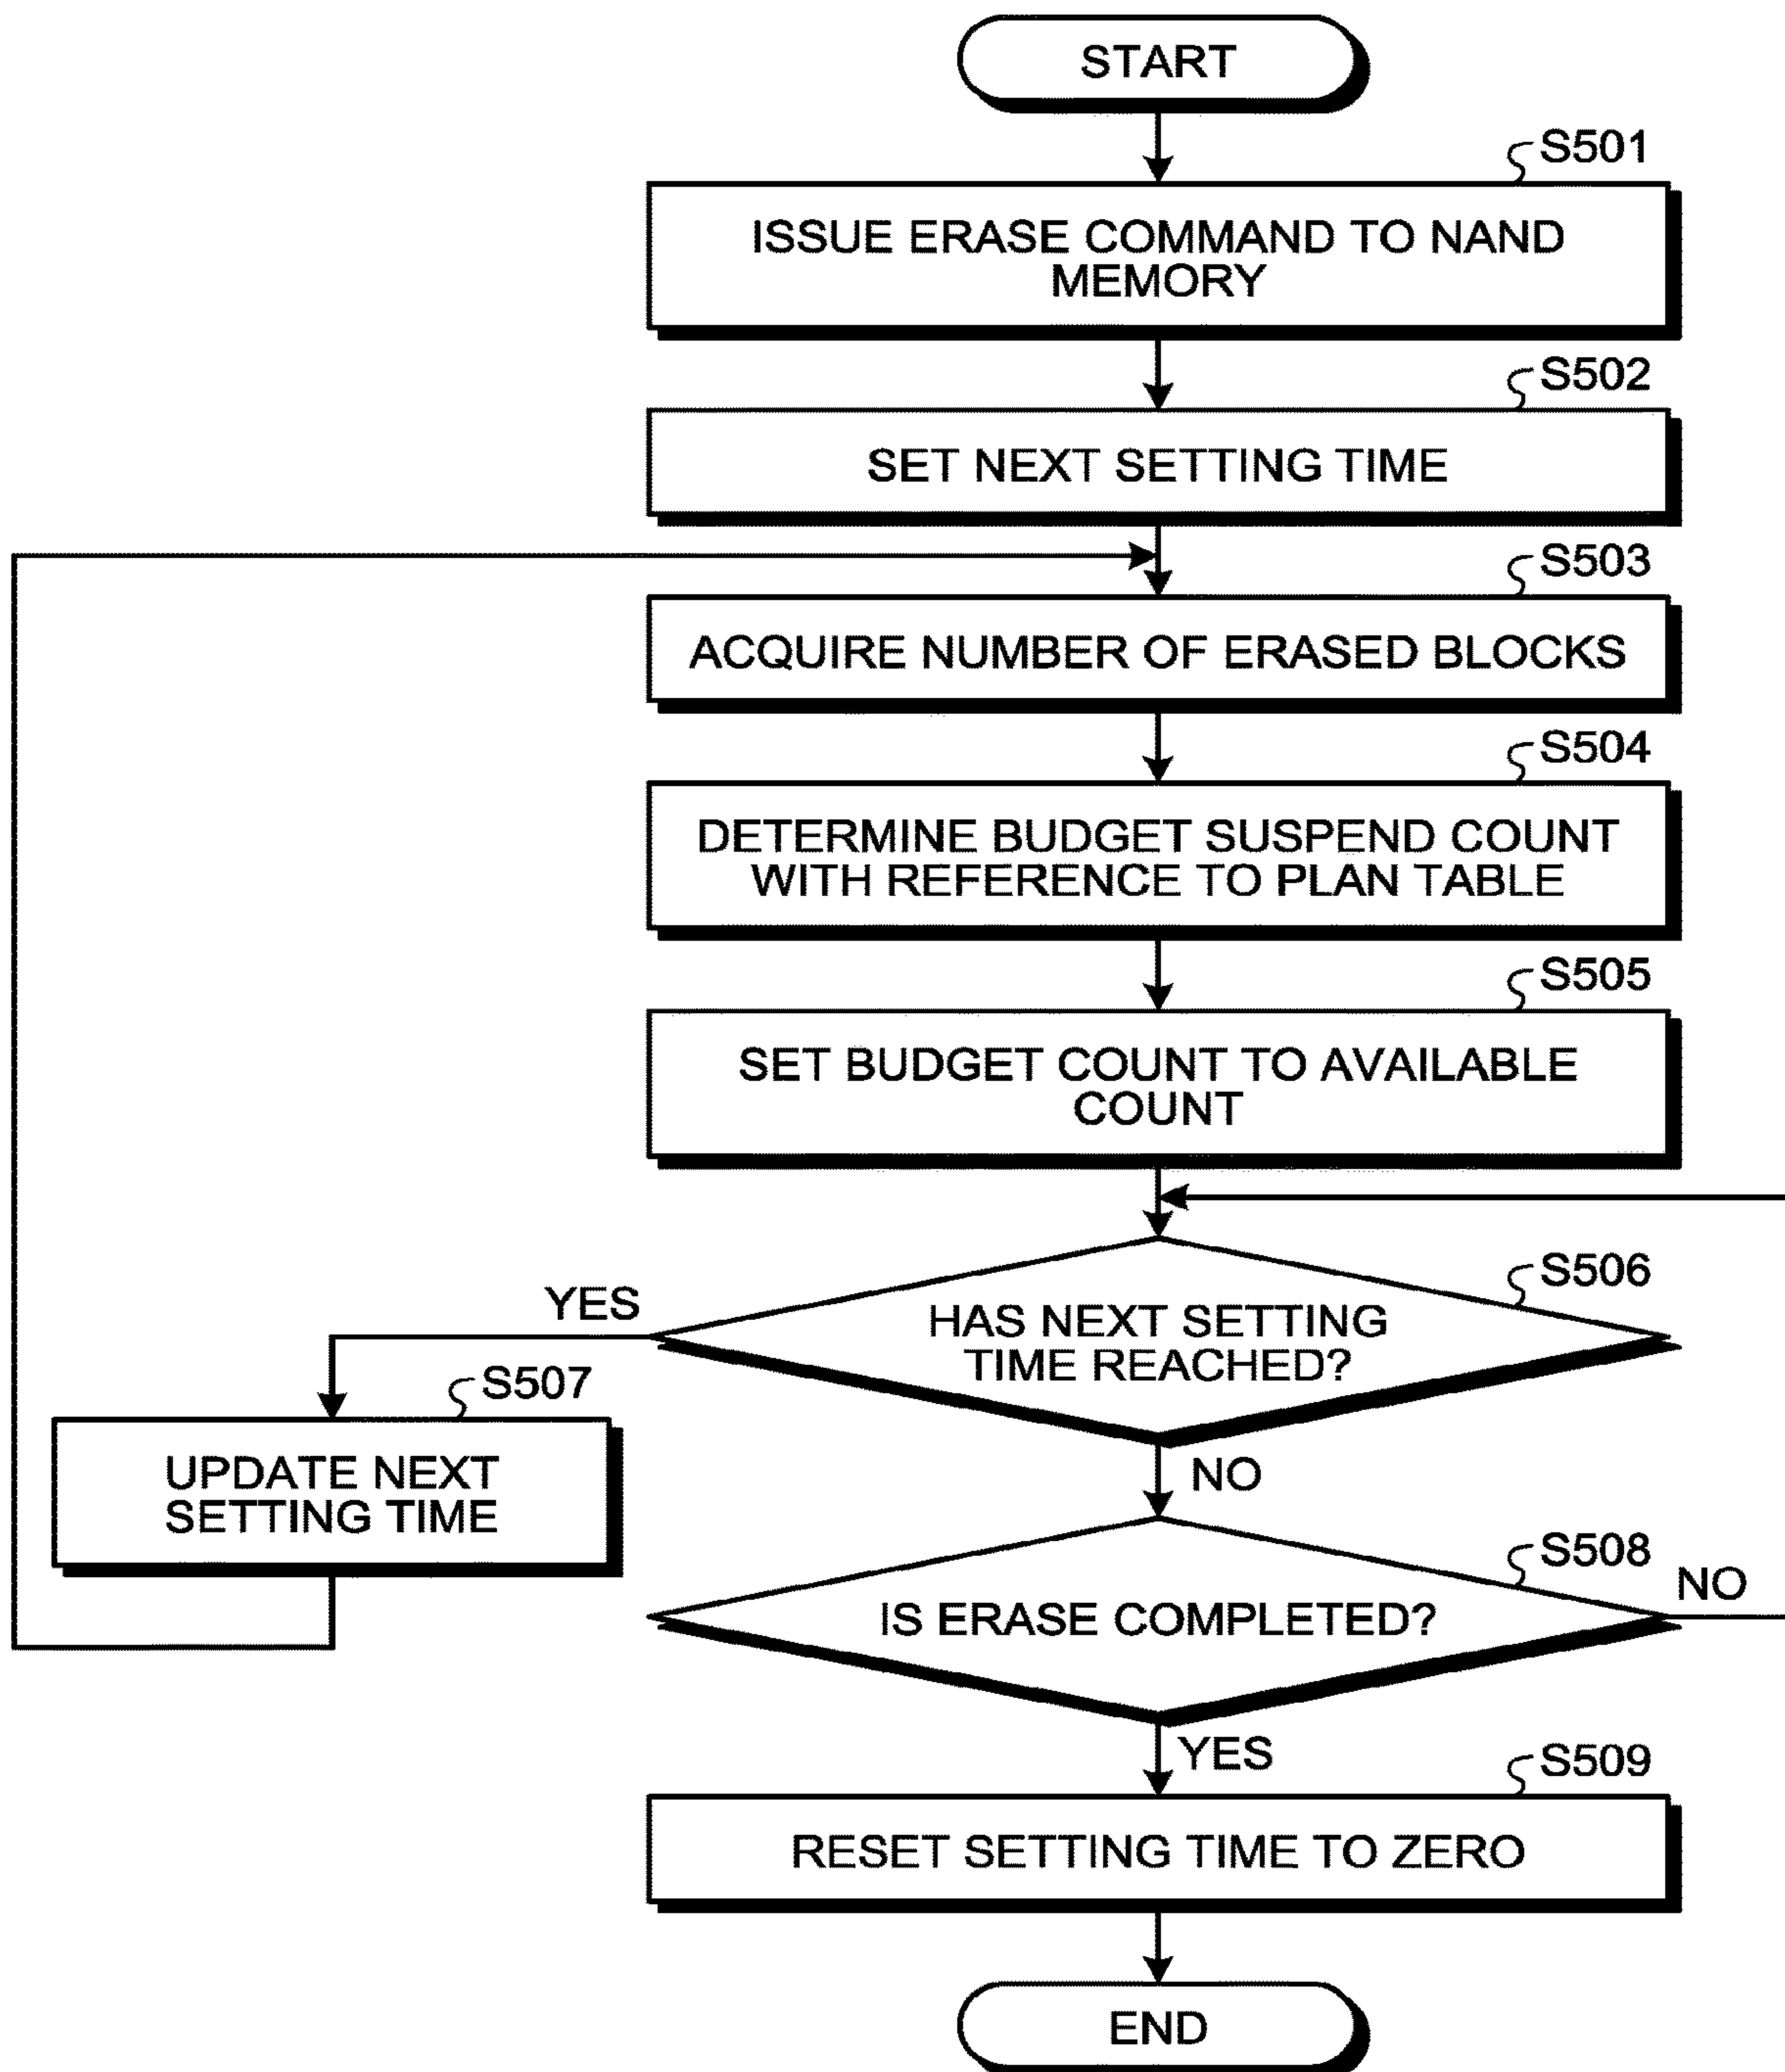 START
S501
ISSUE ERASE COMMAND TO NAND
MEMORY
S502
SET NEXT SETTING TIME
S503
ACQUIRE NUMBER OF ERASED BLOCKS
S504
DETERMINE BUDGET SUSPEND COUNT
WITH REFERENCE TO PLAN TABLE
S505
SET BUDGET COUNT TO AVAILABLE
COUNT
S506
YES
HAS NEXT SETTING
TIME REACHED?
S507
UPDATE NEXT
SETTING TIME
NO
S508
NO
IS ERASE COMPLETED?
YES
S509
RESET SETTING TIME TO ZERO
END